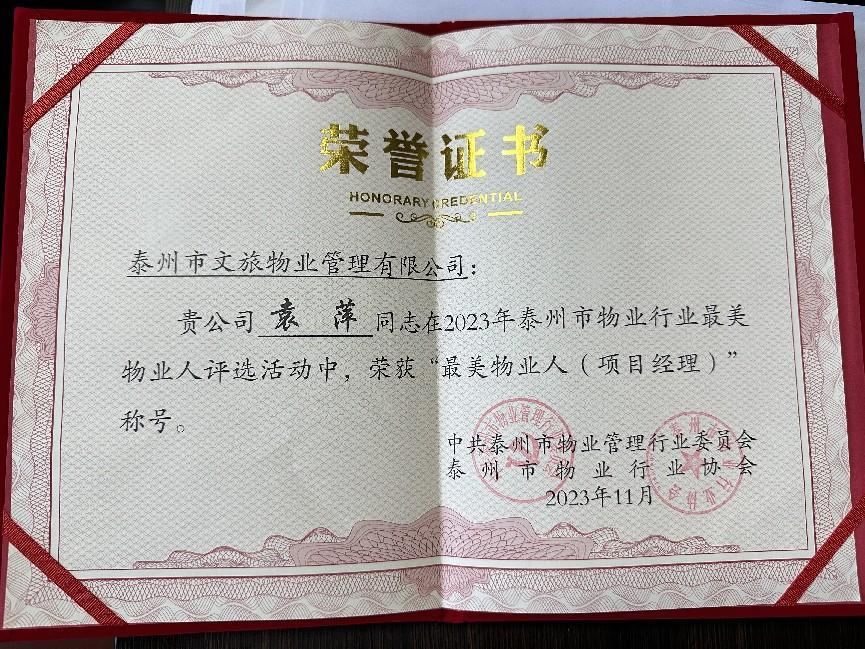 荣誉证书
HONORARY CREDENTIAL
泰州市文旅物业管理有限公司：
贵公司 袁 萍 同志在2023年泰州市物业行业最美
物业人评选活动中，荣获“最美物业人（项目经理）”
称号。
中共泰州市物业管理行业委员会
泰州市物业行业协会
2023年11月